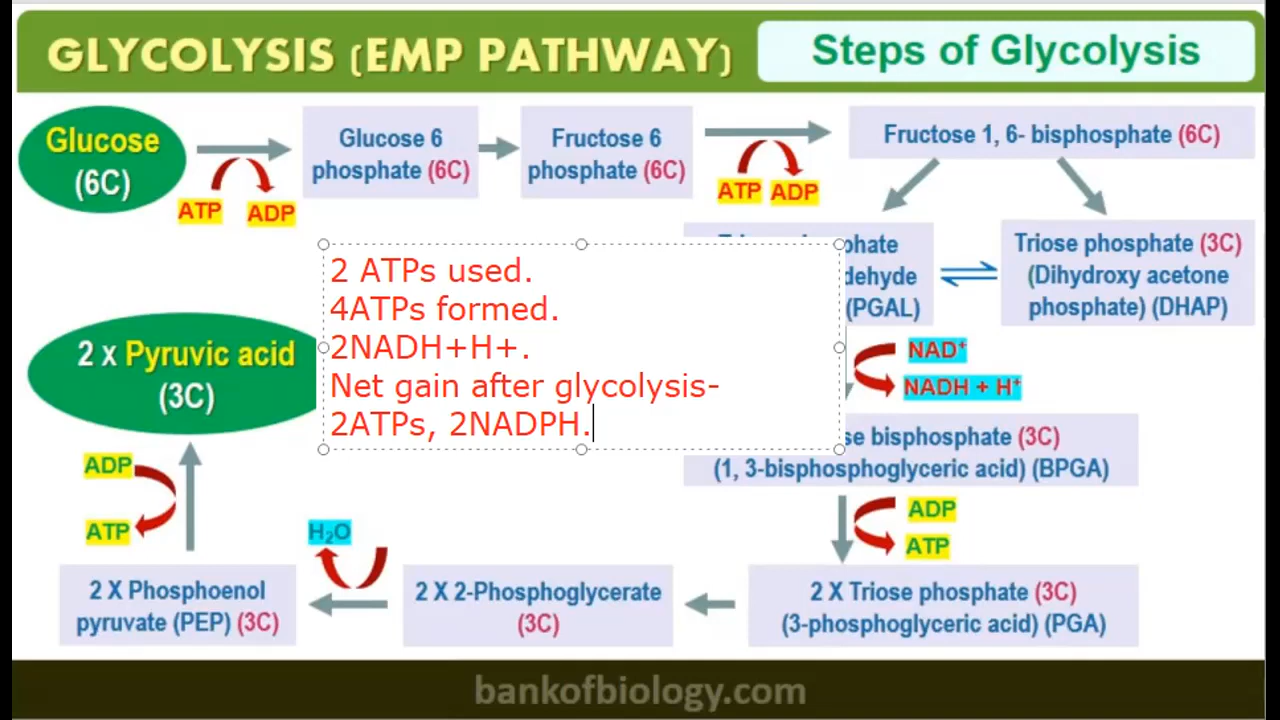 GLYCOLYSIS (EMP PATHWAY)
Steps of Glycolysis
Glucose
(6C)
ATP
ADP
Glucose 6
phosphate (6C)
Fructose 6
phosphate (6C)
ATP
ADP
Fructose 1, 6- bisphosphate (6C)
(PGAL)
Triose phosphate (3C)
(Dihydroxy acetone
phosphate) (DHAP)
2 ATPs used.
4ATPs formed.
2NADH+H+.
Net gain after glycolysis-
2ATPs, 2NADPH.
NAD⁺
NADH + H⁺
bisphosphate (3C)
(1, 3-bisphosphoglyceric acid) (BPGA)
ADP
ATP
2 X Triose phosphate (3C)
(3-phosphoglyceric acid) (PGA)
2 X 2-Phosphoglycerate
(3C)
H₂O
2 X Phosphoenol
pyruvate (PEP) (3C)
ADP
ATP
2 x Pyruvic acid
(3C)
bankofbiology.com